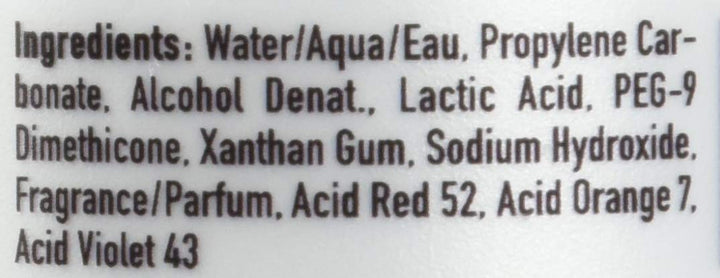 Ingredients: Water/Aqua/Eau, Propylene Car-
bonate, Alcohol Denat., Lactic Acid, PEG-9
Dimethicone, Xanthan Gum, Sodium Hydroxide,
Fragrance/Parfum, Acid Red 52, Acid Orange 7,
Acid Violet 43